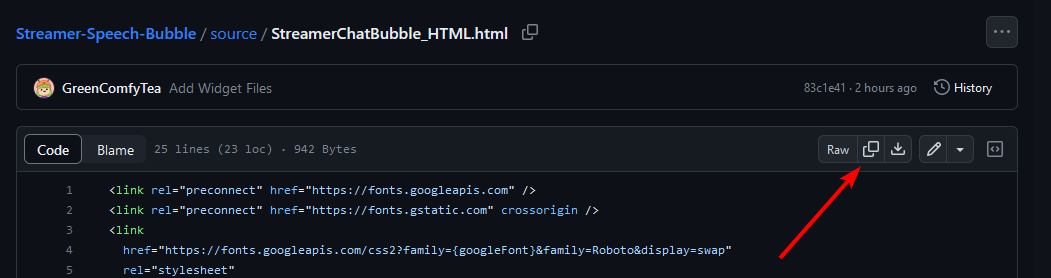 Streamer-Speech-Bubble / source / StreamerChatBubble_HTML.html
GreenComfyTea Add Widget Files 83c1e41 · 2 hours ago History
Code Blame 25 lines (23 loc) · 942 Bytes Raw
1 <link rel="preconnect" href="https://fonts.googleapis.com" />
2 <link rel="preconnect" href="https://fonts.gstatic.com" crossorigin />
3 <link
4 href="https://fonts.googleapis.com/css2?family={googleFont}&family=Roboto&display=swap"
5 rel="stylesheet"